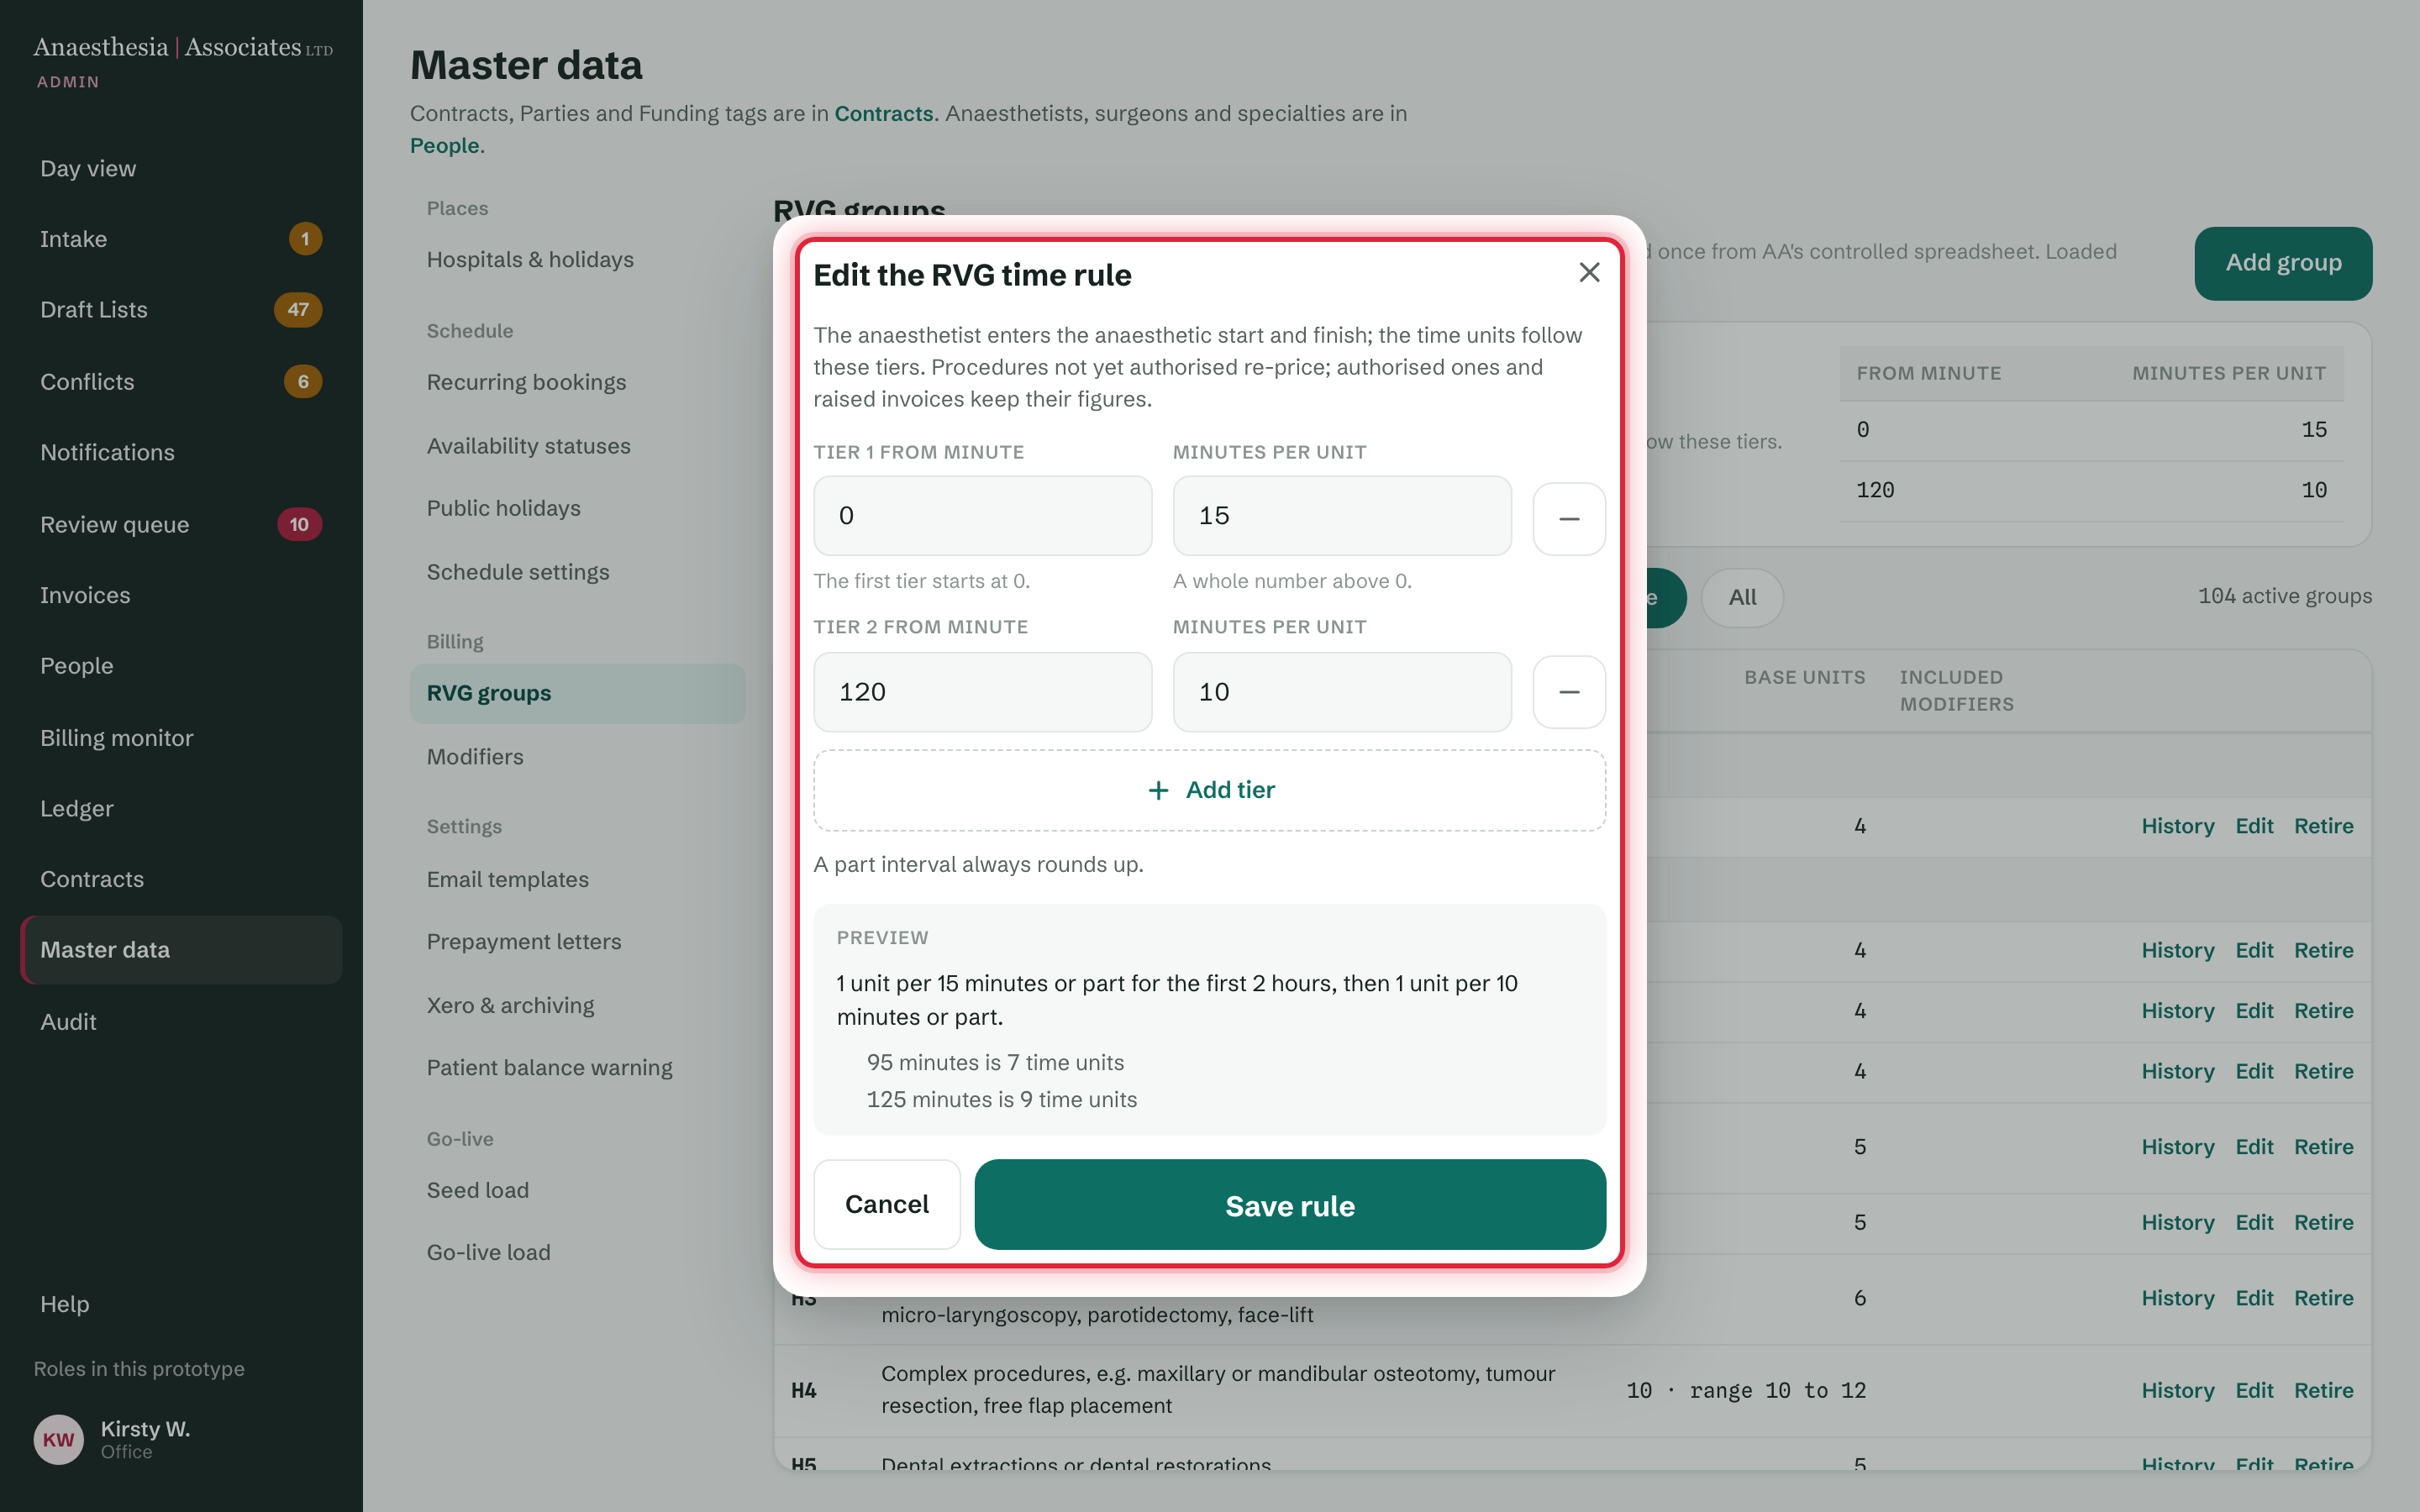 Anaesthesia | Associates LTD
ADMIN
Day view
Intake 1
Draft Lists 47
Conflicts 6
Notifications
Review queue 10
Invoices
People
Billing monitor
Ledger
Contracts
Master data
Audit
Help
Roles in this prototype
KW
Kirsty W.
Office
Master data
Contracts, Parties and Funding tags are in Contracts. Anaesthetists, surgeons and specialties are in
People.
Places
Hospitals & holidays
Schedule
Recurring bookings
Availability statuses
Public holidays
Schedule settings
Billing
RVG groups
Modifiers
Settings
Email templates
Prepayment letters
Xero & archiving
Patient balance warning
Go-live
Seed load
Go-live load
RVG groups
once from AA's controlled spreadsheet. Loaded
Add group
these tiers.
FROM MINUTE MINUTES PER UNIT
0 15
120 10
All
104 active groups
BASE UNITS INCLUDED
MODIFIERS
4 History Edit Retire
4 History Edit Retire
4 History Edit Retire
4 History Edit Retire
5 History Edit Retire
5 History Edit Retire
H3 micro-laryngoscopy, parotidectomy, face-lift 6 History Edit Retire
H4 Complex procedures, e.g. maxillary or mandibular osteotomy, tumour
resection, free flap placement 10 · range 10 to 12 History Edit Retire
H5 Dental extractions or dental restorations 5 History Edit Retire
Edit the RVG time rule
The anaesthetist enters the anaesthetic start and finish; the time units follow
these tiers. Procedures not yet authorised re-price; authorised ones and
raised invoices keep their figures.
TIER 1 FROM MINUTE MINUTES PER UNIT
0 15
The first tier starts at 0. A whole number above 0.
TIER 2 FROM MINUTE MINUTES PER UNIT
120 10
+ Add tier
A part interval always rounds up.
PREVIEW
1 unit per 15 minutes or part for the first 2 hours, then 1 unit per 10
minutes or part.
95 minutes is 7 time units
125 minutes is 9 time units
Cancel
Save rule